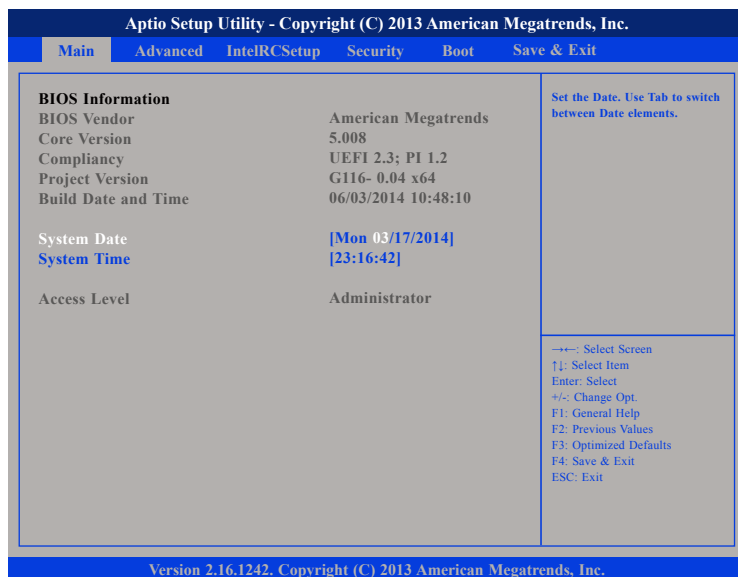 Aptio Setup Utility - Copyright (C) 2013 American Megatrends, Inc.
Main Advanced IntelRCSetup Security Boot Save & Exit
BIOS Information
BIOS Vendor American Megatrends
Core Version 5.008
Compliancy UEFI 2.3; PI 1.2
Project Version G116- 0.04 x64
Build Date and Time 06/03/2014 10:48:10
System Date [Mon 03/17/2014]
System Time [23:16:42]
Access Level Administrator
Set the Date. Use Tab to switch
between Date elements.
→←: Select Screen
↑↓: Select Item
Enter: Select
+/-: Change Opt.
F1: General Help
F2: Previous Values
F3: Optimized Defaults
F4: Save & Exit
ESC: Exit
Version 2.16.1242. Copyright (C) 2013 American Megatrends, Inc.